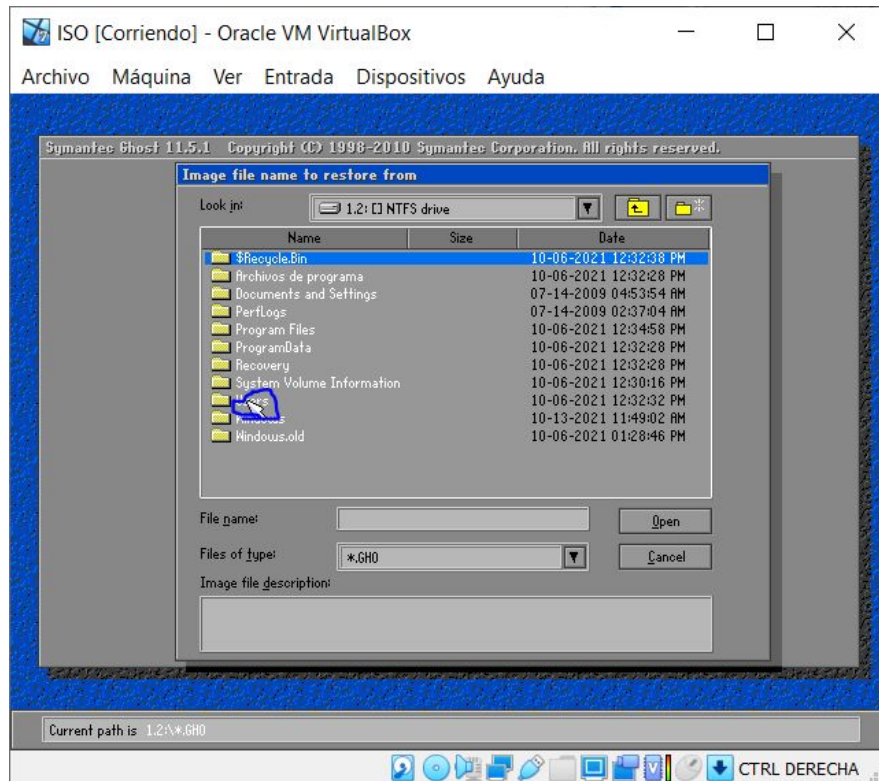 ISO [Corriendo] - Oracle VM VirtualBox
Archivo Máquina Ver Entrada Dispositivos Ayuda
Symantec Ghost 11.5.1 Copyright (C) 1998-2010 Symantec Corporation. All rights reserved.
Image file name to restore from
Look in: 1.2: [] NTFS drive
Name Size Date
$Recycle.Bin 10-06-2021 12:32:38 PM
Archivos de programa 10-06-2021 12:32:28 PM
Documents and Settings 07-14-2009 04:53:54 AM
PerfLogs 07-14-2009 02:37:04 AM
Program Files 10-06-2021 12:34:58 PM
ProgramData 10-06-2021 12:32:28 PM
Recovery 10-06-2021 12:32:28 PM
System Volume Information 10-06-2021 12:30:16 PM
Users 10-06-2021 12:32:32 PM
Windows 10-13-2021 11:49:02 AM
Windows.old 10-06-2021 01:28:46 PM
File name: Open
Files of type: *.GHO Cancel
Image file description:
Current path is 1.2:\*.GHO
CTRL DERECHA